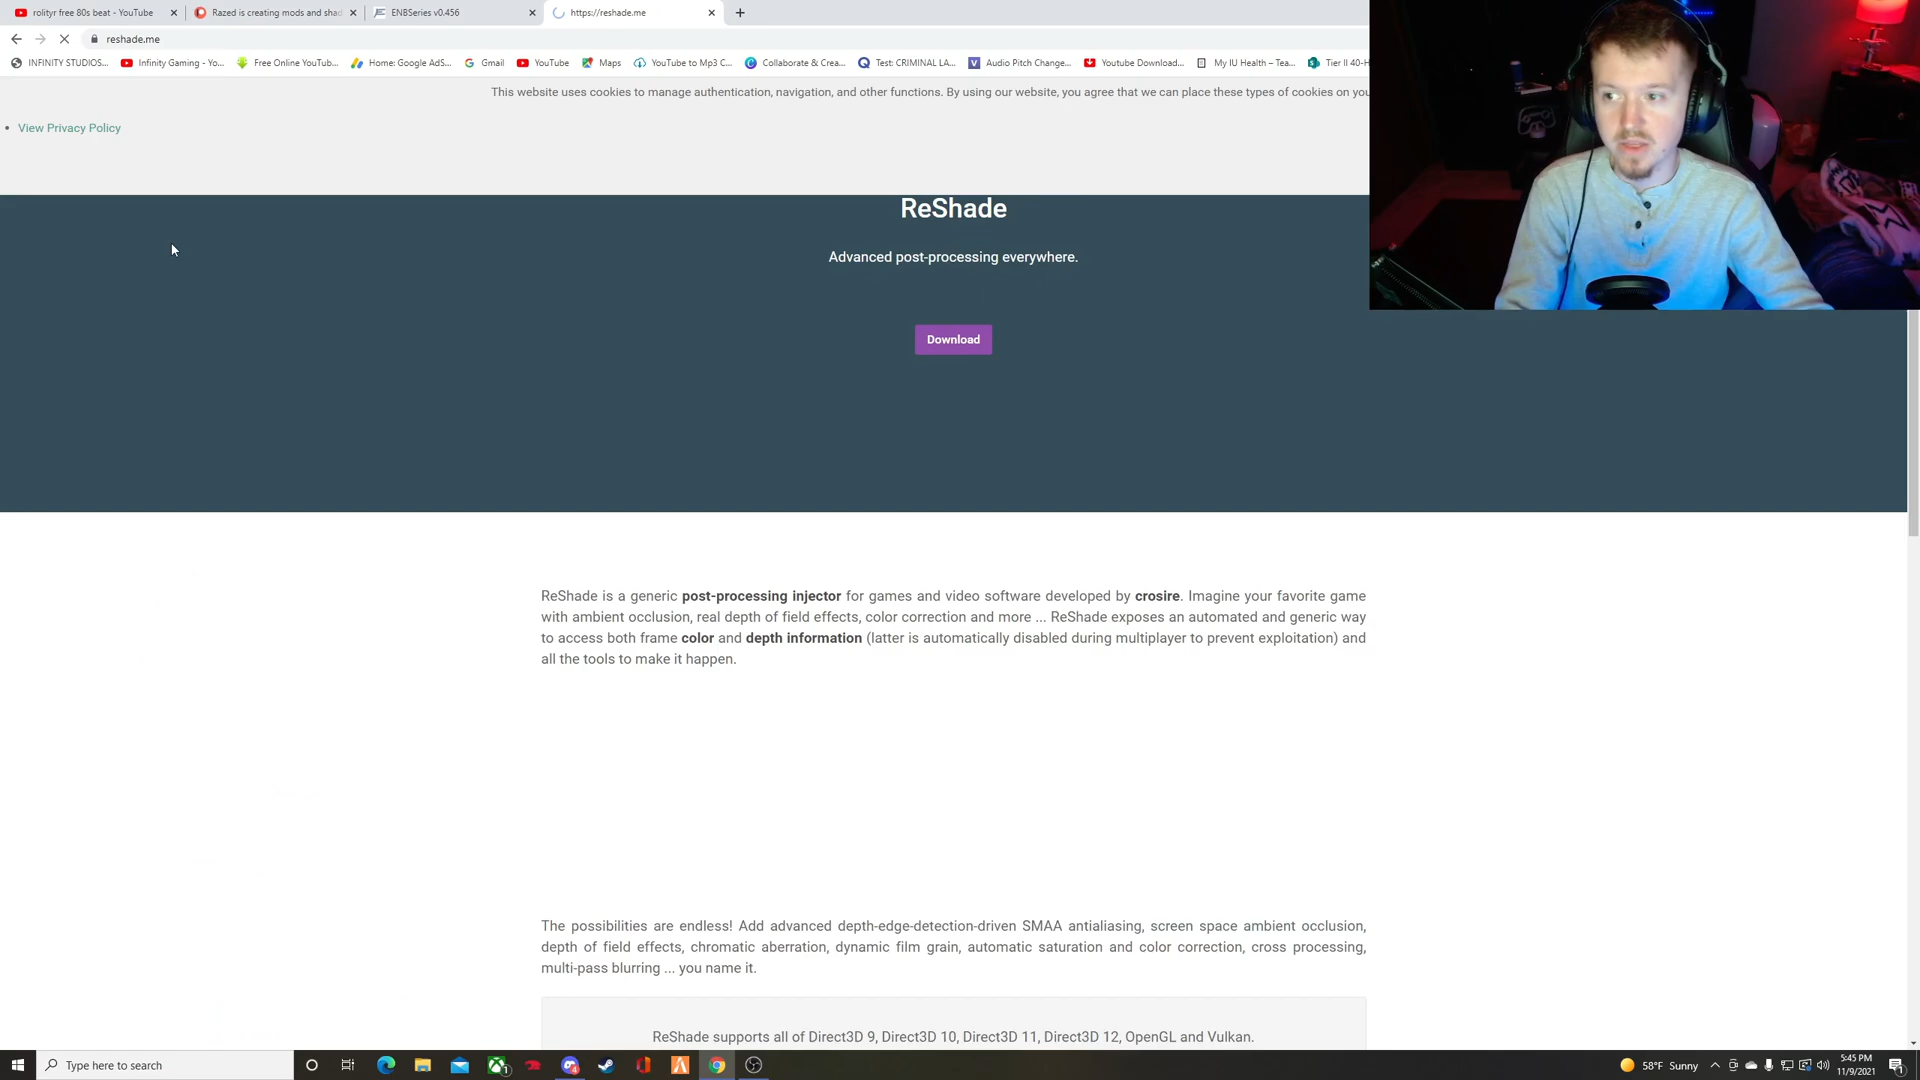 rolityr free 80s beat - YouTube
Razed is creating mods and shad
ENBSeries v0.456
https://reshade.me
reshade.me
INFINITY STUDIOS...
Infinity Gaming - Yo...
Free Online YouTub...
Home: Google AdS...
Gmail
YouTube
Maps
YouTube to Mp3 C...
Collaborate & Crea...
Test: CRIMINAL LA...
Audio Pitch Change...
Youtube Download...
My IU Health – Tea...
Tier II 40-H
This website uses cookies to manage authentication, navigation, and other functions. By using our website, you agree that we can place these types of cookies on you
• View Privacy Policy
ReShade
Advanced post-processing everywhere.
Download
ReShade is a generic post-processing injector for games and video software developed by crosire. Imagine your favorite game
with ambient occlusion, real depth of field effects, color correction and more ... ReShade exposes an automated and generic way
to access both frame color and depth information (latter is automatically disabled during multiplayer to prevent exploitation) and
all the tools to make it happen.
The possibilities are endless! Add advanced depth-edge-detection-driven SMAA antialiasing, screen space ambient occlusion,
depth of field effects, chromatic aberration, dynamic film grain, automatic saturation and color correction, cross processing,
multi-pass blurring ... you name it.
ReShade supports all of Direct3D 9, Direct3D 10, Direct3D 11, Direct3D 12, OpenGL and Vulkan.
Type here to search
58°F Sunny
5:45 PM
11/9/2021